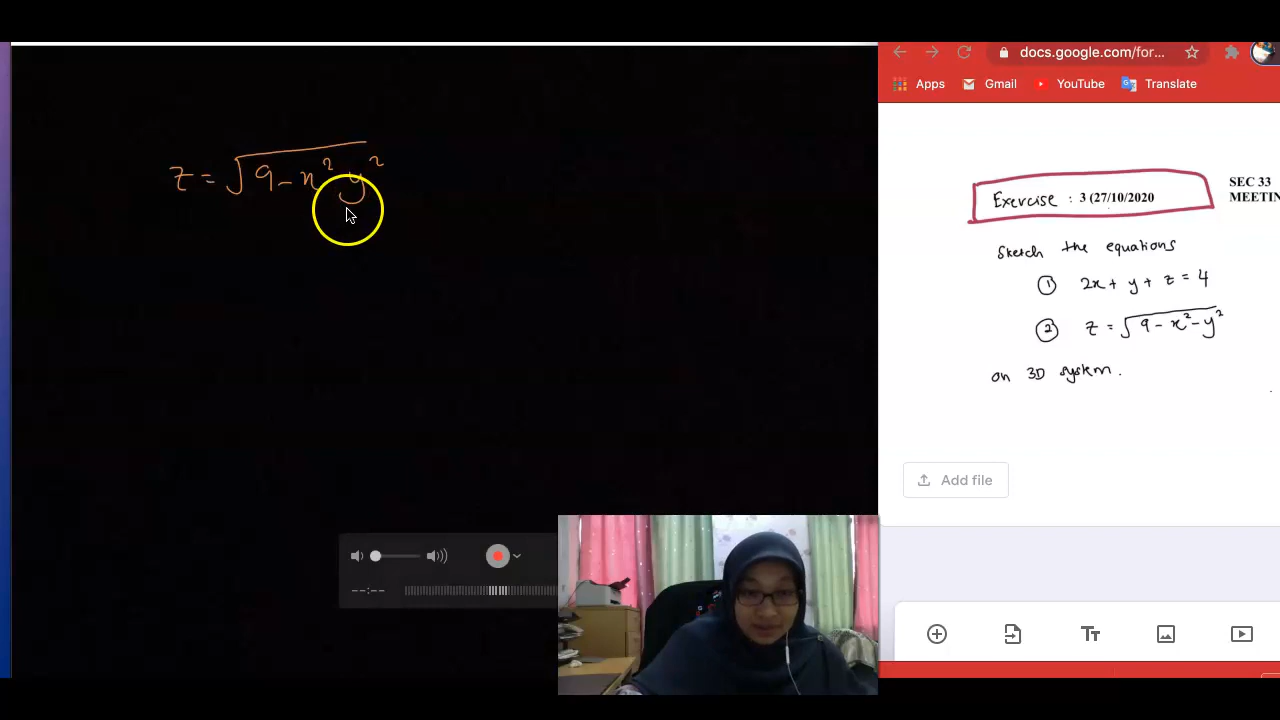 z = √9 - x² y²
docs.google.com/for...
Apps Gmail YouTube Translate
Exercise : 3 (27/10/2020
SEC 33
MEETIN
Sketch the equations
① 2x + y + z = 4
② z = √9 - x² - y²
on 3D system.
Add file
--:--
Tт